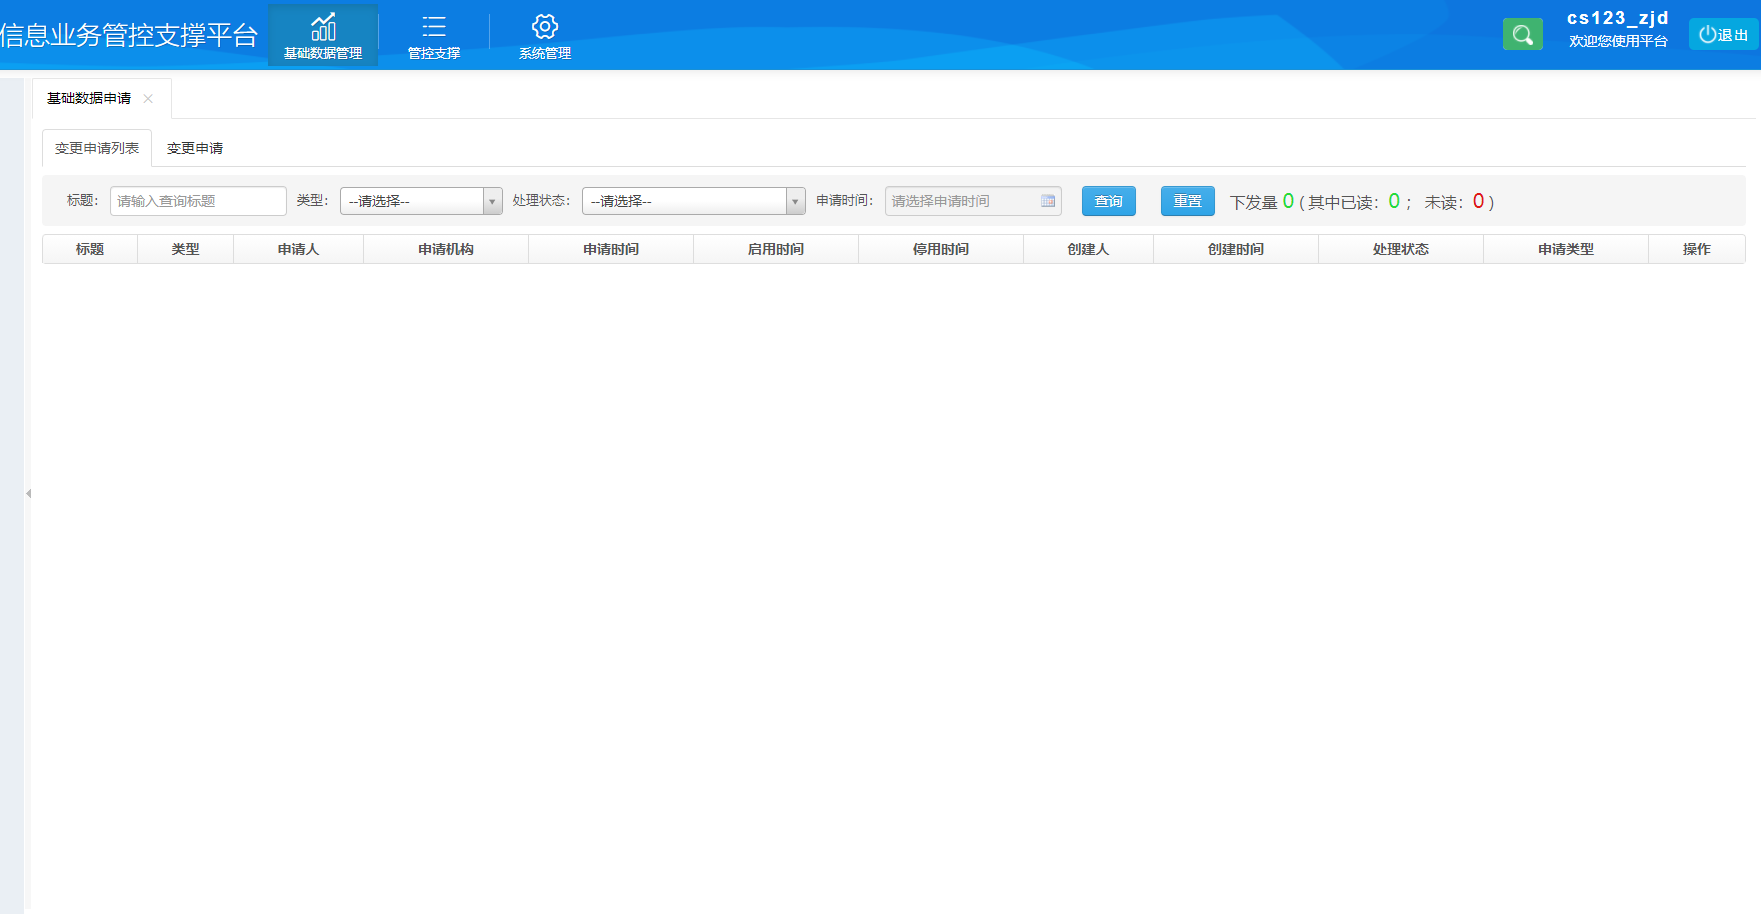 信息业务管控支撑平台
基础数据管理
管控支撑
系统管理
cs123_zjd
欢迎您使用平台
退出
基础数据申请
变更申请列表 变更申请
标题： 请输入查询标题 类型： --请选择-- 处理状态： --请选择-- 申请时间： 请选择申请时间 查询 重置 下发量 0 ( 其中已读： 0 ； 未读： 0 )
标题 类型 申请人 申请机构 申请时间 启用时间 停用时间 创建人 创建时间 处理状态 申请类型 操作